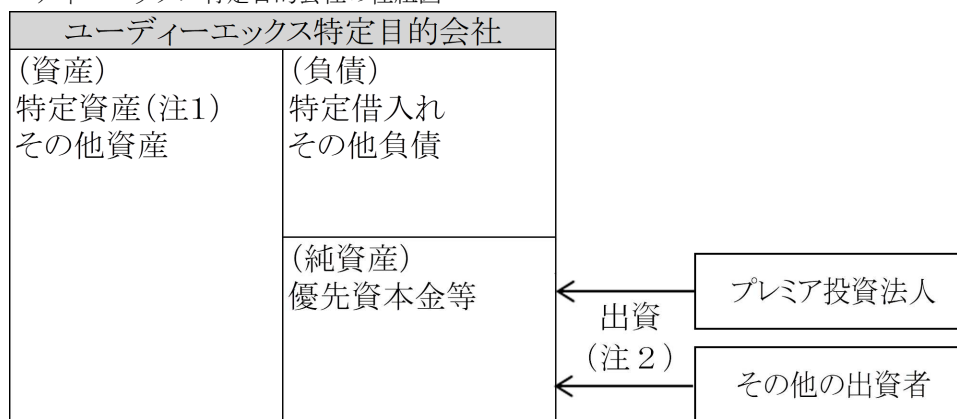 ユーディーエックス特定目的会社
(資産)
特定資産(注1)
その他資産
(負債)
特定借入れ
その他負債
(純資産)
優先資本金等
出資
(注2)
プレミア投資法人
その他の出資者